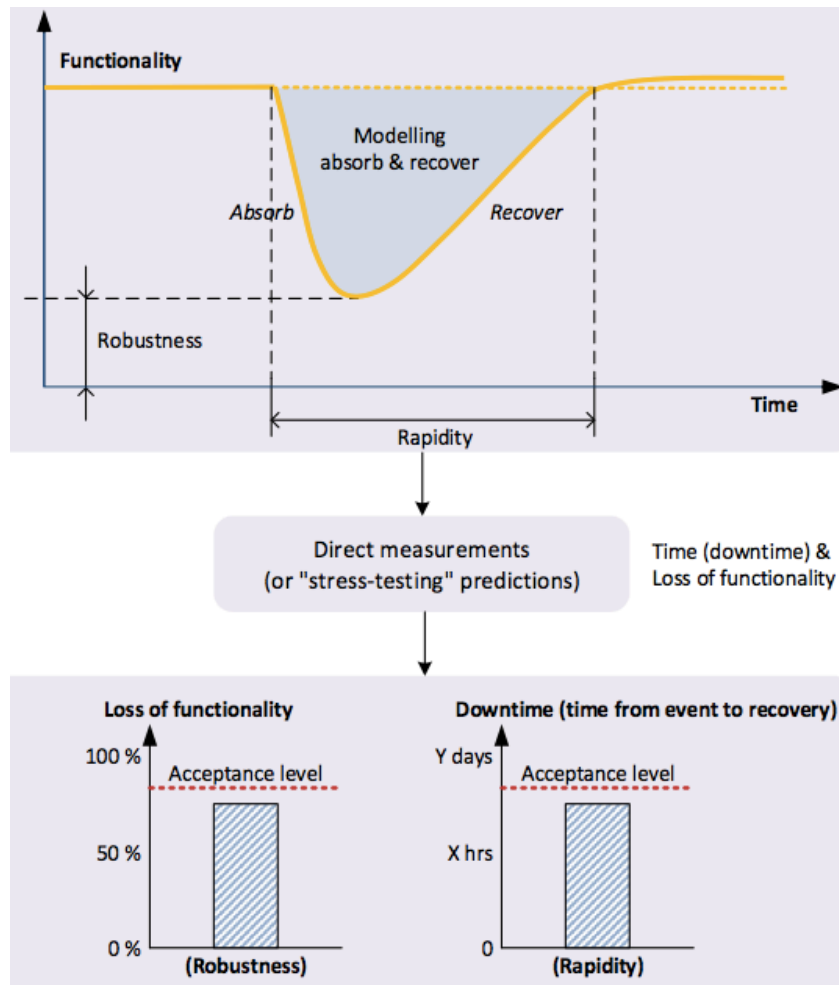 Functionality
Modelling
absorb & recover
Absorb
Recover
Robustness
Time
Rapidity
Direct measurements
(or "stress-testing" predictions)
Time (downtime) &
Loss of functionality
Loss of functionality
100 %
Acceptance level
50 %
0 %
(Robustness)
Downtime (time from event to recovery)
Y days
Acceptance level
X hrs
0
(Rapidity)